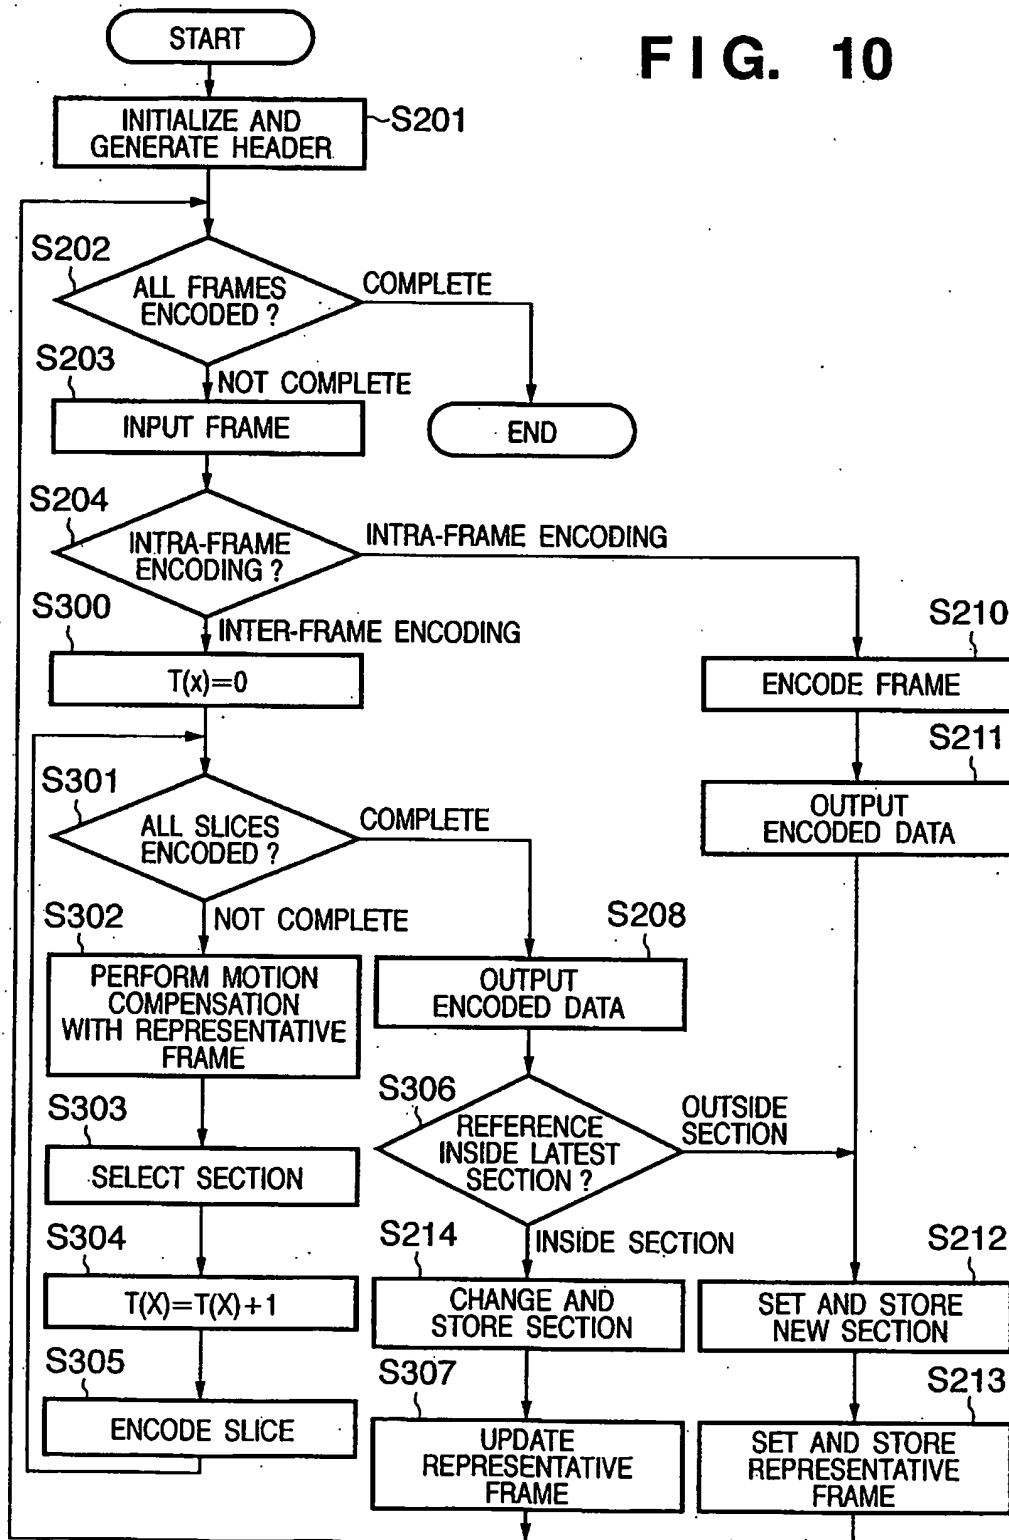 FIG. 10
START
INITIALIZE AND
GENERATE HEADER
S201
S202
ALL FRAMES
ENCODED?
COMPLETE
S203
NOT COMPLETE
INPUT FRAME
END
S204
INTRA-FRAME
ENCODING?
INTRA-FRAME ENCODING
S300
INTER-FRAME ENCODING
T(x)=0
S210
ENCODE FRAME
S211
OUTPUT
ENCODED DATA
S301
ALL SLICES
ENCODED?
COMPLETE
S302
NOT COMPLETE
PERFORM MOTION
COMPENSATION
WITH REPRESENTATIVE
FRAME
S208
OUTPUT
ENCODED DATA
S303
SELECT SECTION
S306
REFERENCE
INSIDE LATEST
SECTION?
OUTSIDE
SECTION
S304
T(X)=T(X)+1
S214
INSIDE SECTION
CHANGE AND
STORE SECTION
S212
SET AND STORE
NEW SECTION
S305
ENCODE SLICE
S307
UPDATE
REPRESENTATIVE
FRAME
S213
SET AND STORE
REPRESENTATIVE
FRAME